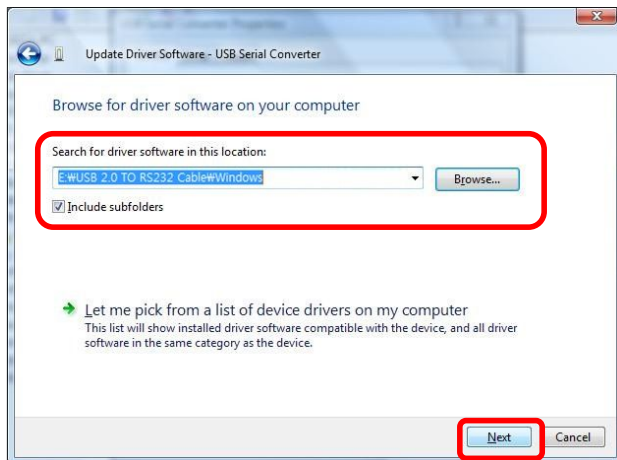 Update Driver Software - USB Serial Converter
Browse for driver software on your computer
Search for driver software in this location:
E:₩USB 2.0 TO RS232 Cable₩Windows
Browse...
Include subfolders
Let me pick from a list of device drivers on my computer
This list will show installed driver software compatible with the device, and all driver
software in the same category as the device.
Next
Cancel